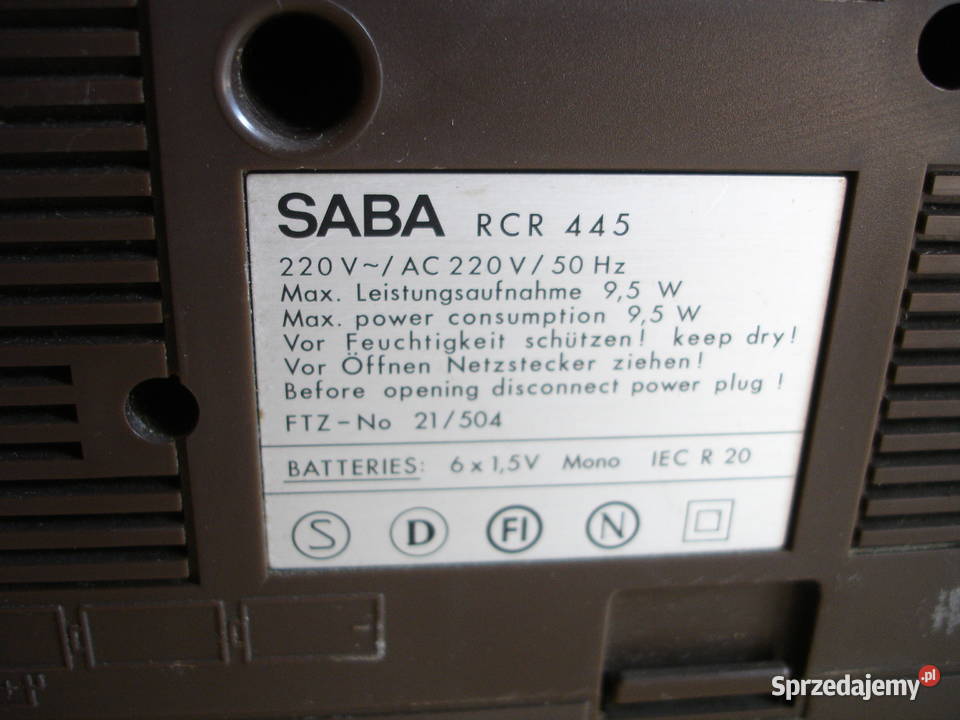 SABA RCR 445
220 V~/ AC 220 V/ 50 Hz
Max. Leistungsaufnahme 9,5 W
Max. power consumption 9,5 W
Vor Feuchtigkeit schützen! keep dry!
Vor Öffnen Netzstecker ziehen!
Before opening disconnect power plug !
FTZ-No 21/504
BATTERIES: 6 x 1,5V Mono IEC R 20
S D FI N
Sprzedajemy.pl